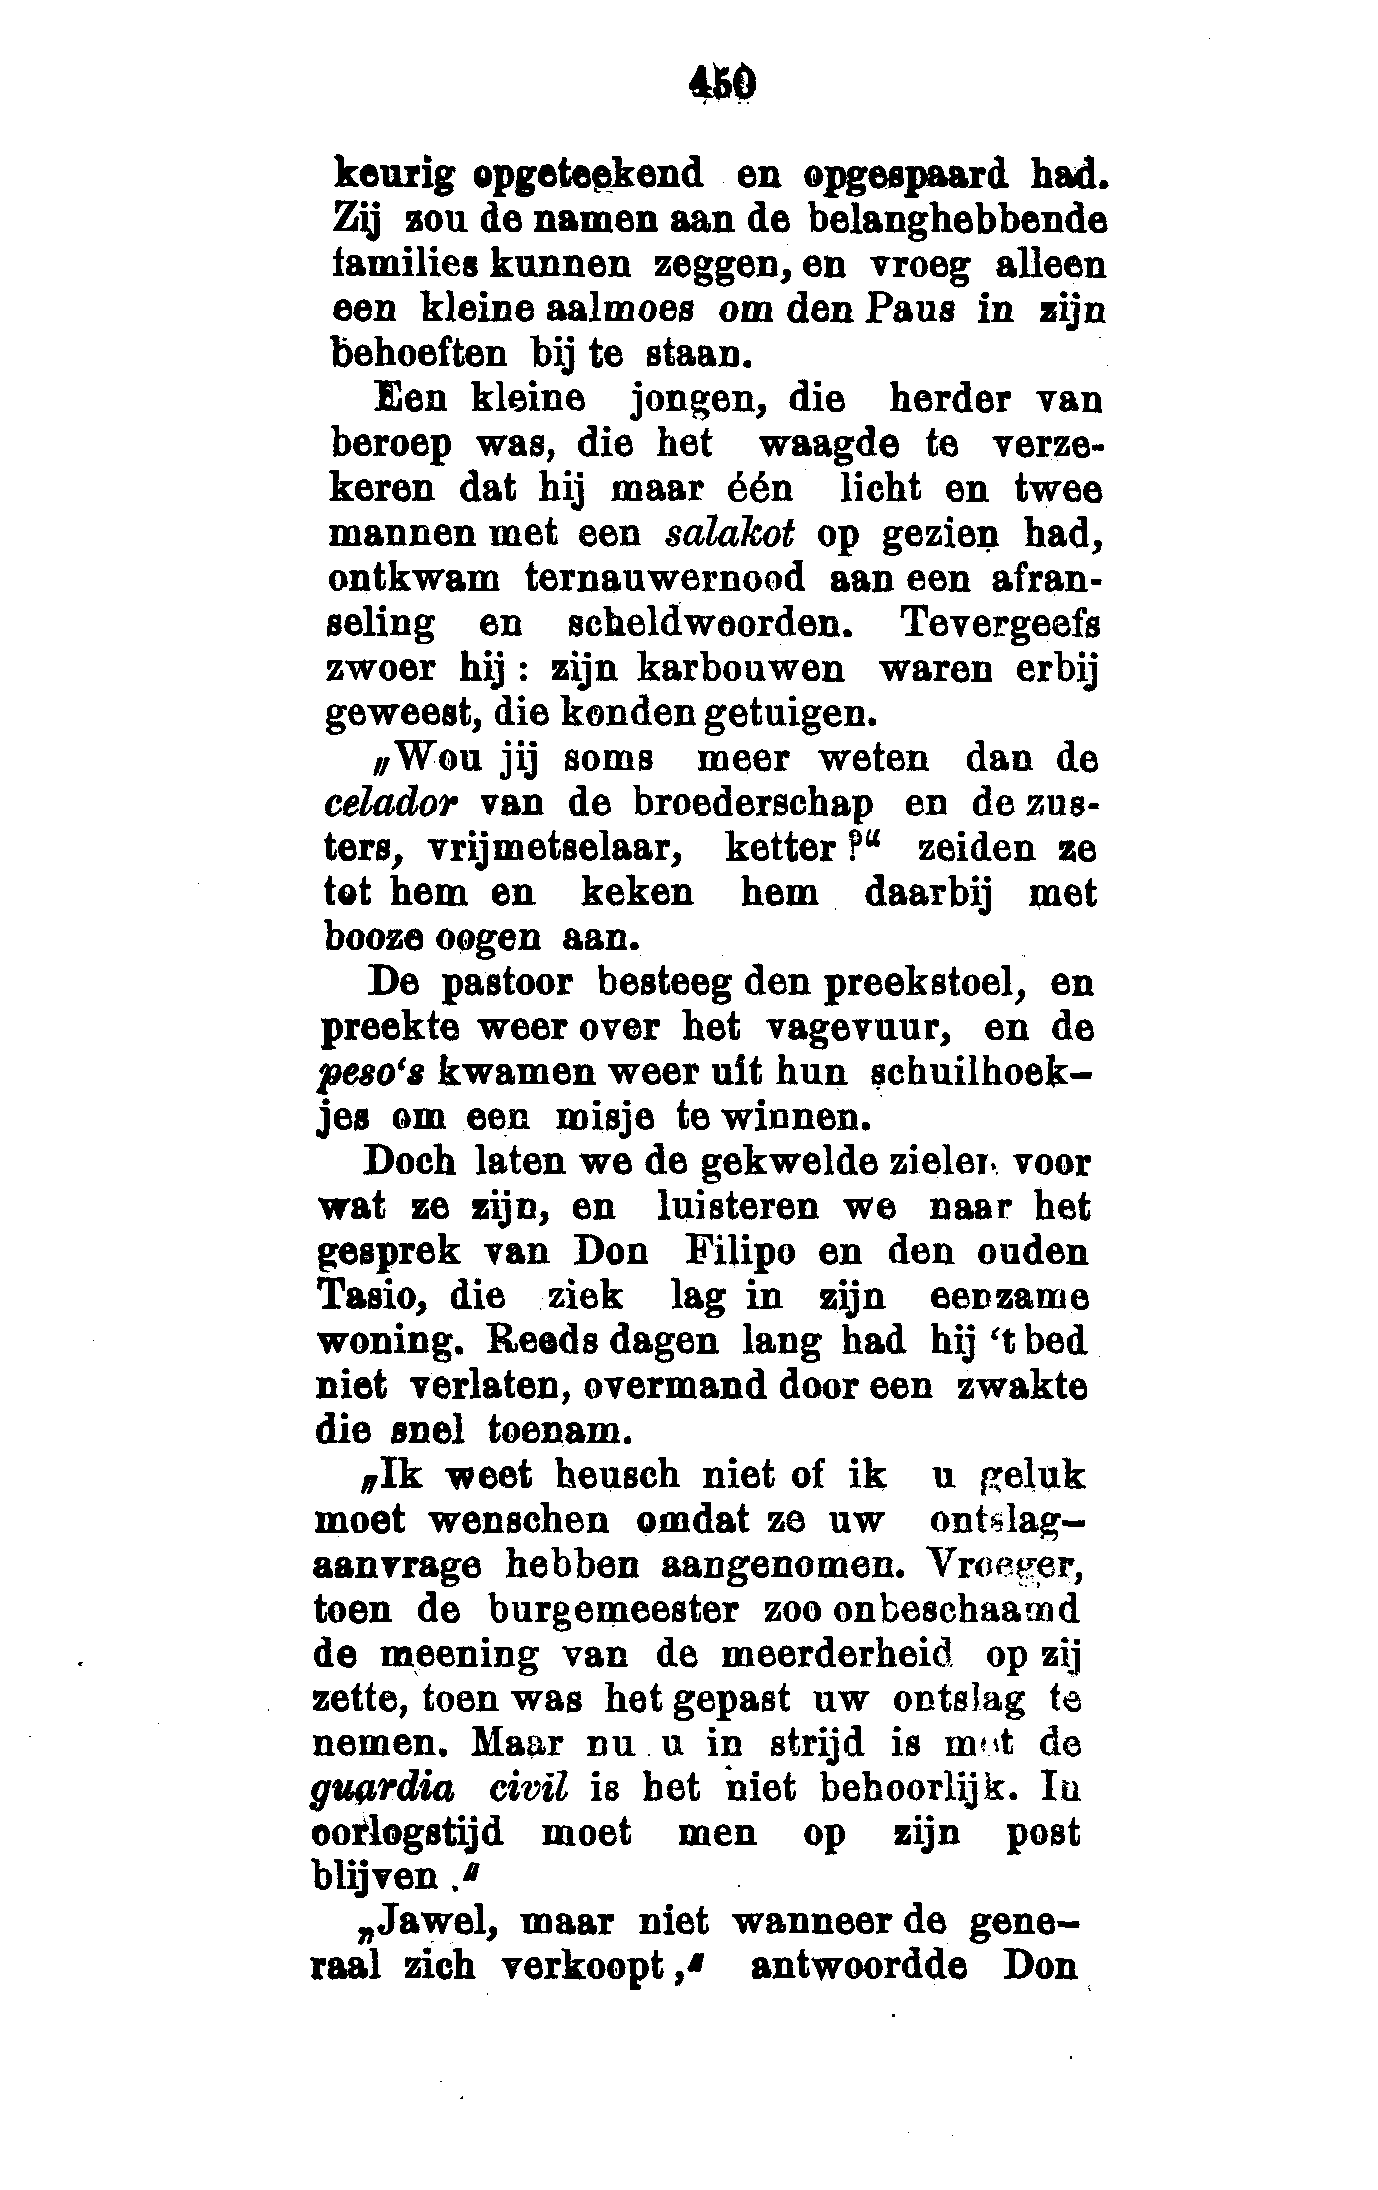 450
keurig opgeteekend en opgespaard had.
Zij zou de namen aan de belanghebbende
families kunnen zeggen, en vroeg alleen
een kleine aalmoes om den Paus in zijn
behoeften bij te staan.
Een kleine jongen, die herder van
beroep was, die het waagde te verze-
keren dat hij maar één licht en twee
mannen met een salakot op gezien had,
ontkwam ternauwernood aan een afran-
seling en scheldwoorden. Tevergeefs
zwoer hij : zijn karbouwen waren erbij
geweest, die konden getuigen.
„Wou jij soms meer weten dan de
celador van de broederschap en de zus-
ters, vrijmetselaar, ketter ?“ zeiden ze
tot hem en keken hem daarbij met
booze oogen aan.
De pastoor besteeg den preekstoel, en
preekte weer over het vagevuur, en de
peso‘s kwamen weer uit hun schuilhoek-
jes om een misje te winnen.
Doch laten we de gekwelde zielen voor
wat ze zijn, en luisteren we naar het
gesprek van Don Filipo en den ouden
Tasio, die ziek lag in zijn eenzame
woning. Reeds dagen lang had hij ‘t bed
niet verlaten, overmand door een zwakte
die snel toenam.
„Ik weet heusch niet of ik u geluk
moet wenschen omdat ze uw ontslag-
aanvrage hebben aangenomen. Vroeger,
toen de burgemeester zoo onbeschaamd
de meening van de meerderheid op zij
zette, toen was het gepast uw ontslag te
nemen. Maar nu u in strijd is met de
guardia civil is het niet behoorlijk. In
oorlogstijd moet men op zijn post
blijven .“
„Jawel, maar niet wanneer de gene-
raal zich verkoopt ,“ antwoordde Don